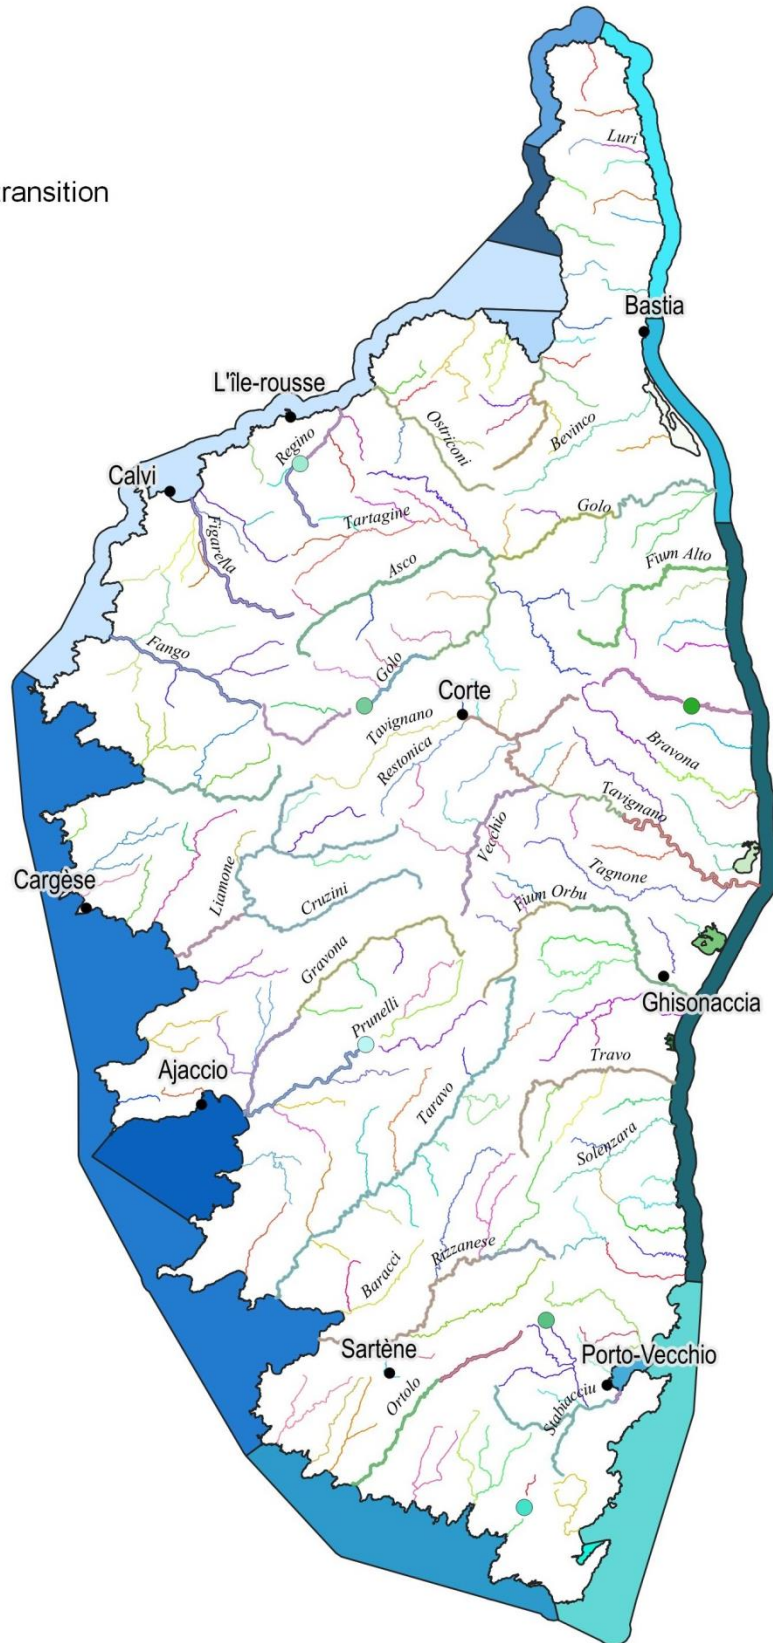 Luri
ransition
Bastia
L'île-rousse
Ostriconi
Bevinco
Regino
Calvi
Golo
Tartagine
Figarella
Fium Alto
Asco
Fango
Golo
Corte
Tavignano
Bravona
Restonica
Tavignano
Vecchio
Tagnone
Cargèse
Liamone
Cruzini
Fium Orbu
Gravona
Ghisonaccia
Prunelli
Travo
Ajaccio
Taravo
Solenzara
Rizzanese
Baracci
Sartène
Porto-Vecchio
Ortolo
Stabiacciu